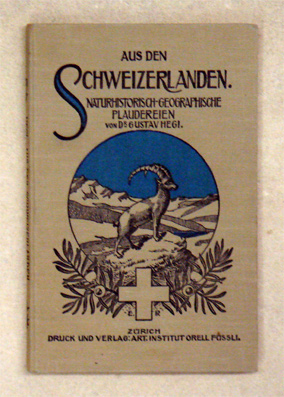 AUS DEN
SCHWEIZERLANDEN.
NATURHISTORISCH-GEOGRAPHISCHE
PLAUDEREIEN
VON DR GUSTAV HEGI.
E R
ZÜRICH
DRUCK UND VERLAG: ART. INSTITUT ORELL FÜSSLI.